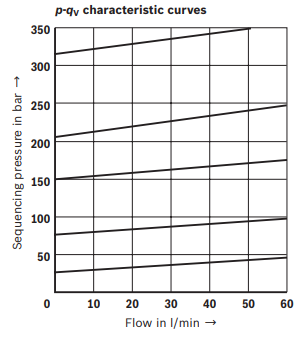 p-qV characteristic curves
Sequencing pressure in bar →
350
300
250
200
150
100
50
0 10 20 30 40 50 60
Flow in l/min →